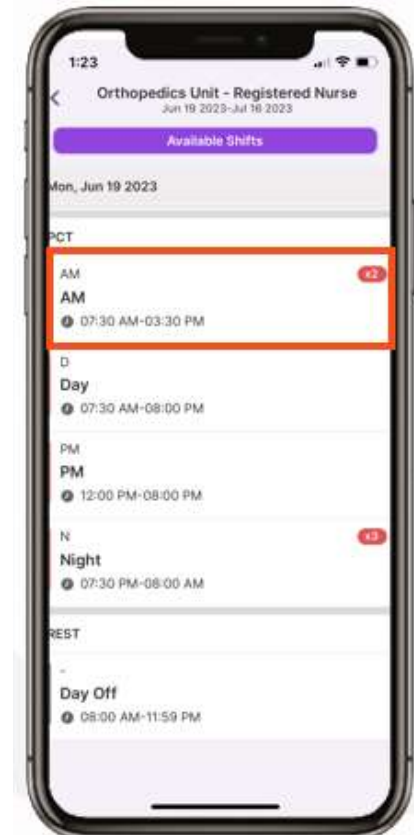 1:23
Orthopedics Unit - Registered Nurse
Jun 19 2023-Jul 16 2023
Available Shifts
Mon, Jun 19 2023
PCT
AM
x2
AM
07:30 AM-03:30 PM
D
Day
07:30 AM-08:00 PM
PM
PM
12:00 PM-08:00 PM
N
x3
Night
07:30 PM-08:00 AM
REST
-
Day Off
08:00 AM-11:59 PM